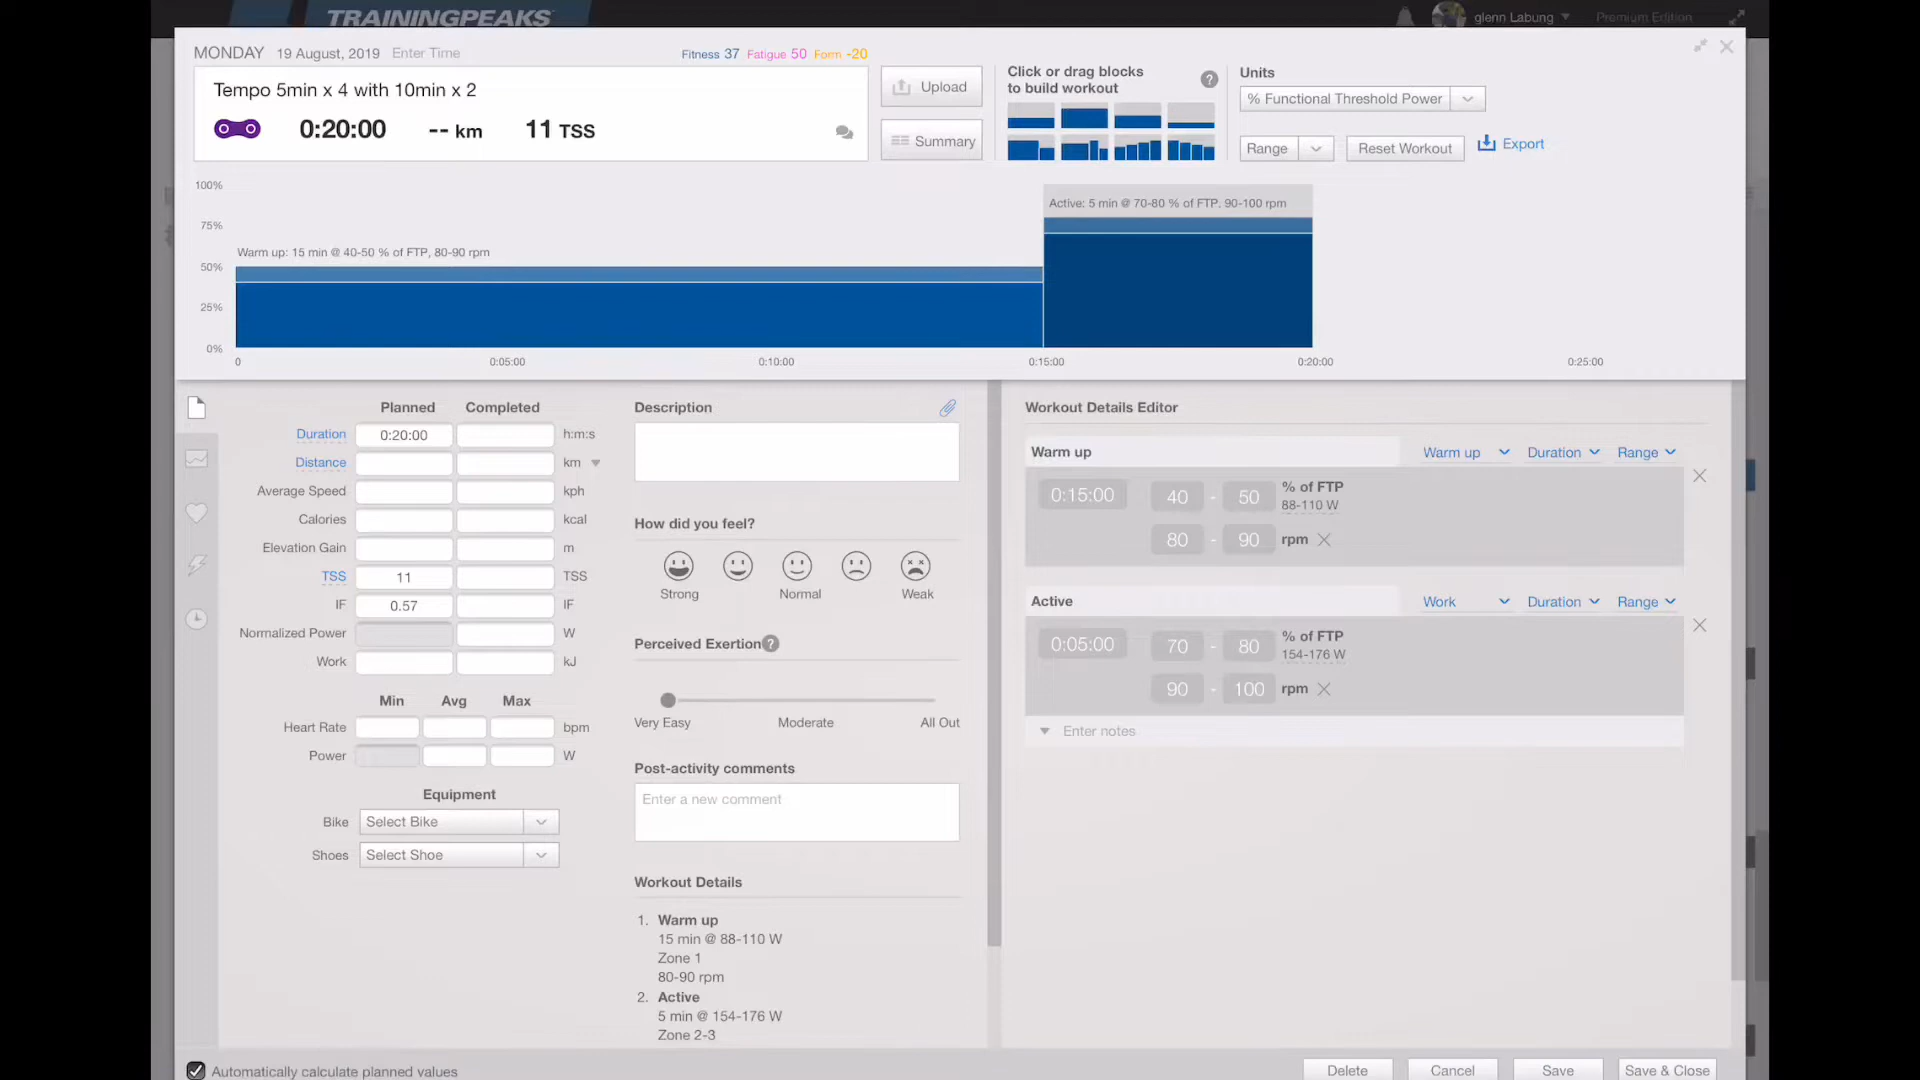 TRAININGPEAKS
glenn Labung
Premium Edition
MONDAY 19 August, 2019 Enter Time
Fitness 37 Fatigue 50 Form -20
Tempo 5min x 4 with 10min x 2
0:20:00 -- km 11 TSS
Upload
Summary
Click or drag blocks
to build workout
?
Units
% Functional Threshold Power
Range
Reset Workout
Export
100%
75%
50%
25%
0%
Warm up: 15 min @ 40-50 % of FTP, 80-90 rpm
Active: 5 min @ 70-80 % of FTP, 90-100 rpm
0 0:05:00 0:10:00 0:15:00 0:20:00 0:25:00
Planned Completed
Duration 0:20:00 h:m:s
Distance km
Average Speed kph
Calories kcal
Elevation Gain m
TSS 11 TSS
IF 0.57 IF
Normalized Power W
Work kJ
Min Avg Max
Heart Rate bpm
Power W
Equipment
Bike Select Bike
Shoes Select Shoe
Description
How did you feel?
Strong Normal Weak
Perceived Exertion ?
Very Easy Moderate All Out
Post-activity comments
Enter a new comment
Workout Details
1. Warm up
15 min @ 88-110 W
Zone 1
80-90 rpm
2. Active
5 min @ 154-176 W
Zone 2-3
Workout Details Editor
Warm up Warm up Duration Range
0:15:00 40 - 50 % of FTP
88-110 W
80 - 90 rpm
Active Work Duration Range
0:05:00 70 - 80 % of FTP
154-176 W
90 - 100 rpm
Enter notes
Automatically calculate planned values
Delete Cancel Save Save & Close